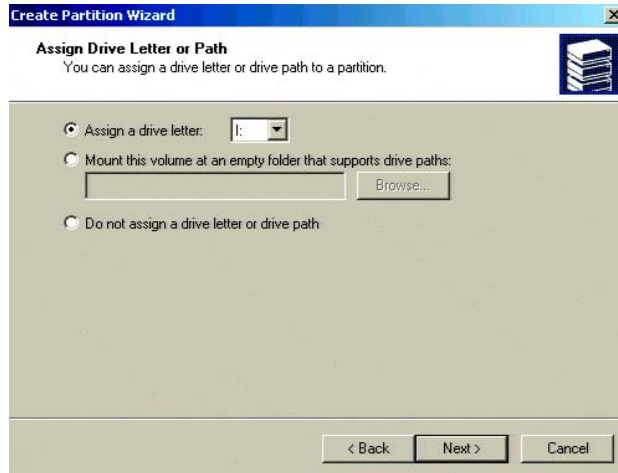 Create Partition Wizard
Assign Drive Letter or Path
You can assign a drive letter or drive path to a partition.
Assign a drive letter: I:
Mount this volume at an empty folder that supports drive paths:
Browse...
Do not assign a drive letter or drive path
< Back Next > Cancel